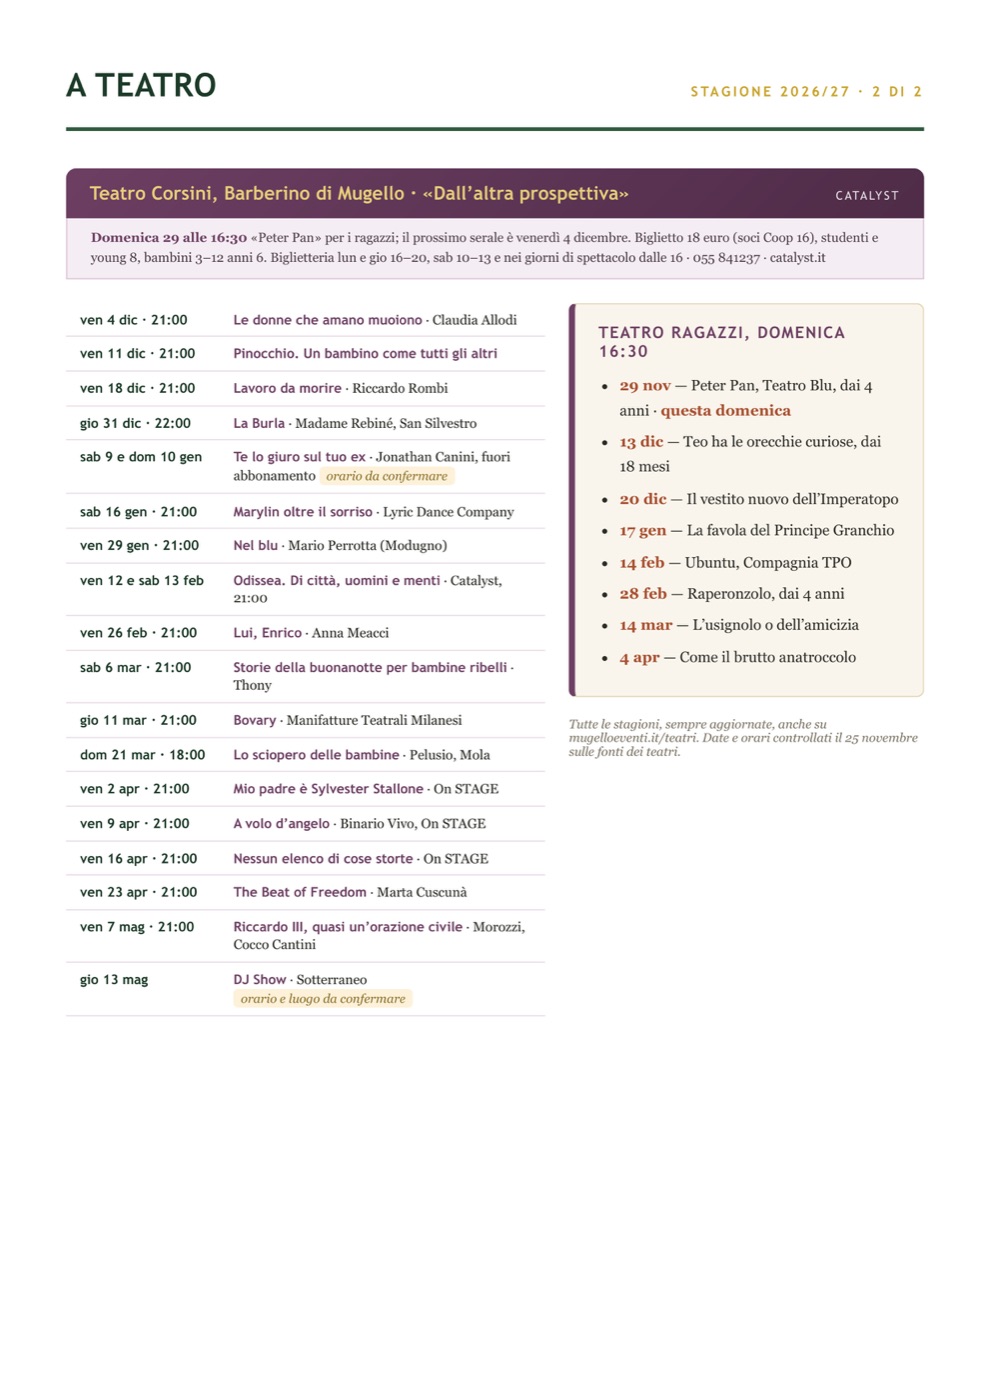 A TEATRO
STAGIONE 2026/27 · 2 DI 2
Teatro Corsini, Barberino di Mugello · «Dall’altra prospettiva»
CATALYST
Domenica 29 alle 16:30 «Peter Pan» per i ragazzi; il prossimo serale è venerdì 4 dicembre. Biglietto 18 euro (soci Coop 16), studenti e
young 8, bambini 3–12 anni 6. Biglietteria lun e gio 16–20, sab 10–13 e nei giorni di spettacolo dalle 16 · 055 841237 · catalyst.it
ven 4 dic · 21:00 Le donne che amano muoiono · Claudia Allodi
ven 11 dic · 21:00 Pinocchio. Un bambino come tutti gli altri
ven 18 dic · 21:00 Lavoro da morire · Riccardo Rombi
gio 31 dic · 22:00 La Burla · Madame Rebiné, San Silvestro
sab 9 e dom 10 gen Te lo giuro sul tuo ex · Jonathan Canini, fuori
abbonamento orario da confermare
sab 16 gen · 21:00 Marylin oltre il sorriso · Lyric Dance Company
ven 29 gen · 21:00 Nel blu · Mario Perrotta (Modugno)
ven 12 e sab 13 feb Odissea. Di città, uomini e menti · Catalyst,
21:00
ven 26 feb · 21:00 Lui, Enrico · Anna Meacci
sab 6 mar · 21:00 Storie della buonanotte per bambine ribelli ·
Thony
gio 11 mar · 21:00 Bovary · Manifatture Teatrali Milanesi
dom 21 mar · 18:00 Lo sciopero delle bambine · Pelusio, Mola
ven 2 apr · 21:00 Mio padre è Sylvester Stallone · On STAGE
ven 9 apr · 21:00 A volo d’angelo · Binario Vivo, On STAGE
ven 16 apr · 21:00 Nessun elenco di cose storte · On STAGE
ven 23 apr · 21:00 The Beat of Freedom · Marta Cuscunà
ven 7 mag · 21:00 Riccardo III, quasi un’orazione civile · Morozzi,
Cocco Cantini
gio 13 mag DJ Show · Sotterraneo
orario e luogo da confermare
TEATRO RAGAZZI, DOMENICA
16:30
• 29 nov — Peter Pan, Teatro Blu, dai 4
anni · questa domenica
• 13 dic — Teo ha le orecchie curiose, dai
18 mesi
• 20 dic — Il vestito nuovo dell’Imperatopo
• 17 gen — La favola del Principe Granchio
• 14 feb — Ubuntu, Compagnia TPO
• 28 feb — Raperonzolo, dai 4 anni
• 14 mar — L’usignolo o dell’amicizia
• 4 apr — Come il brutto anatroccolo
Tutte le stagioni, sempre aggiornate, anche su
mugelloeventi.it/teatri. Date e orari controllati il 25 novembre
sulle fonti dei teatri.